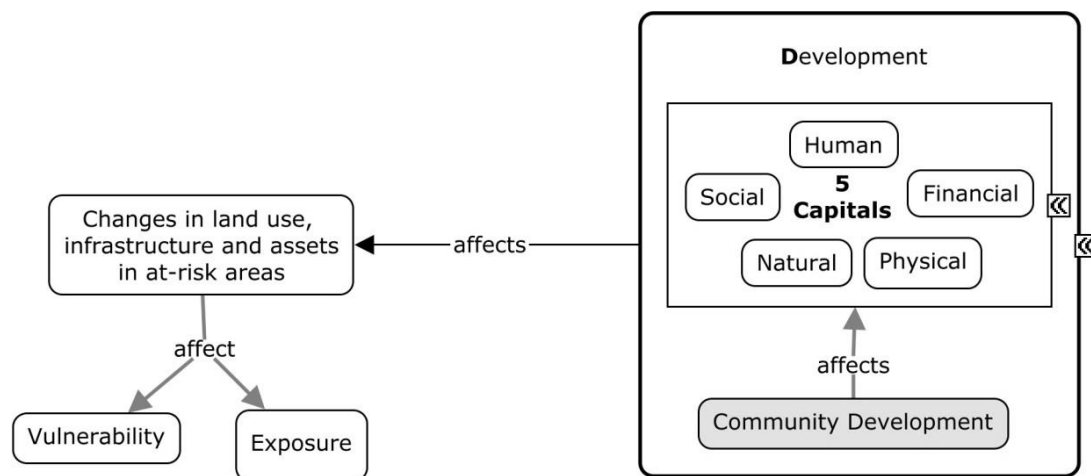 Development
Human
Social
5
Capitals
Financial
Natural
Physical
affects
Community Development
affects
Changes in land use,
infrastructure and assets
in at-risk areas
affect
Vulnerability
Exposure